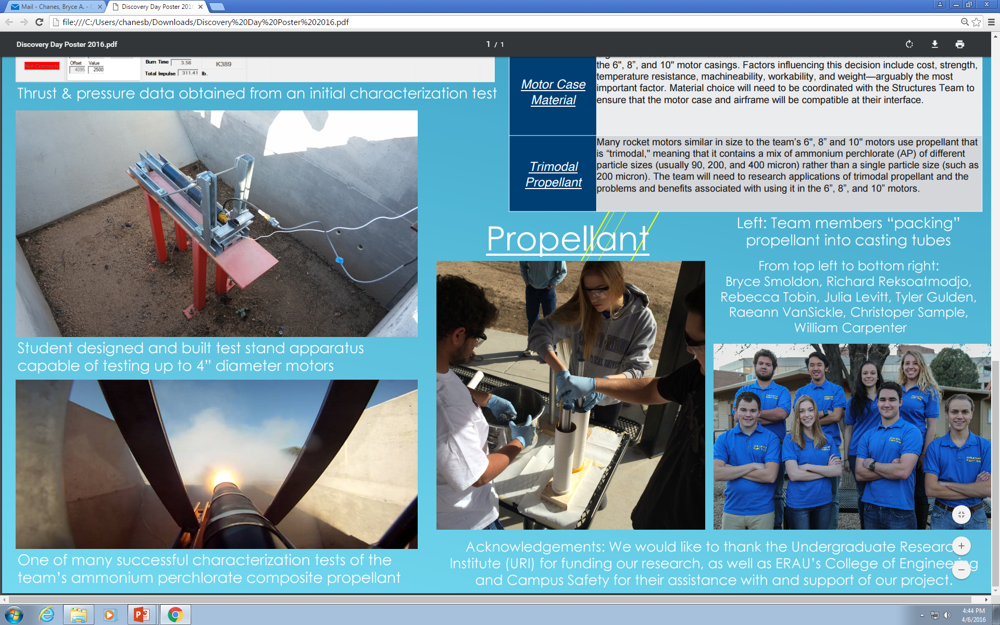 Mail - Chanes, Bryce A. -
Discovery Day Poster 201
file:///C:/Users/chanesb/Downloads/Discovery%20Day%20Poster%202016.pdf
Discovery Day Poster 2016.pdf
1 / 1
Not Connecte
Offset Value
4095 2500
Burn Time 3.56
K389
Total Impulse 311.41 lb.
Thrust & pressure data obtained from an initial characterization test
Student designed and built test stand apparatus
capable of testing up to 4” diameter motors
One of many successful characterization tests of the
team’s ammonium perchlorate composite propellant
Motor Case
Material
the 6", 8”, and 10" motor casings. Factors influencing this decision include cost, strength,
temperature resistance, machineability, workability, and weight—arguably the most
important factor. Material choice will need to be coordinated with the Structures Team to
ensure that the motor case and airframe will be compatible at their interface.
Trimodal
Propellant
Many rocket motors similar in size to the team’s 6", 8” and 10" motors use propellant that
is “trimodal," meaning that it contains a mix of ammonium perchlorate (AP) of different
particle sizes (usually 90, 200, and 400 micron) rather than a single particle size (such as
200 micron). The team will need to research applications of trimodal propellant and the
problems and benefits associated with using it in the 6”, 8”, and 10” motors.
Propellant
Left: Team members “packing”
propellant into casting tubes
From top left to bottom right:
Bryce Smoldon, Richard Reksoatmodjo,
Rebecca Tobin, Julia Levitt, Tyler Gulden,
Raeann VanSickle, Christoper Sample,
William Carpenter
Acknowledgements: We would like to thank the Undergraduate Researc
Institute (URI) for funding our research, as well as ERAU’s College of Engineering
and Campus Safety for their assistance with and support of our project.
4:44 PM
4/6/2016